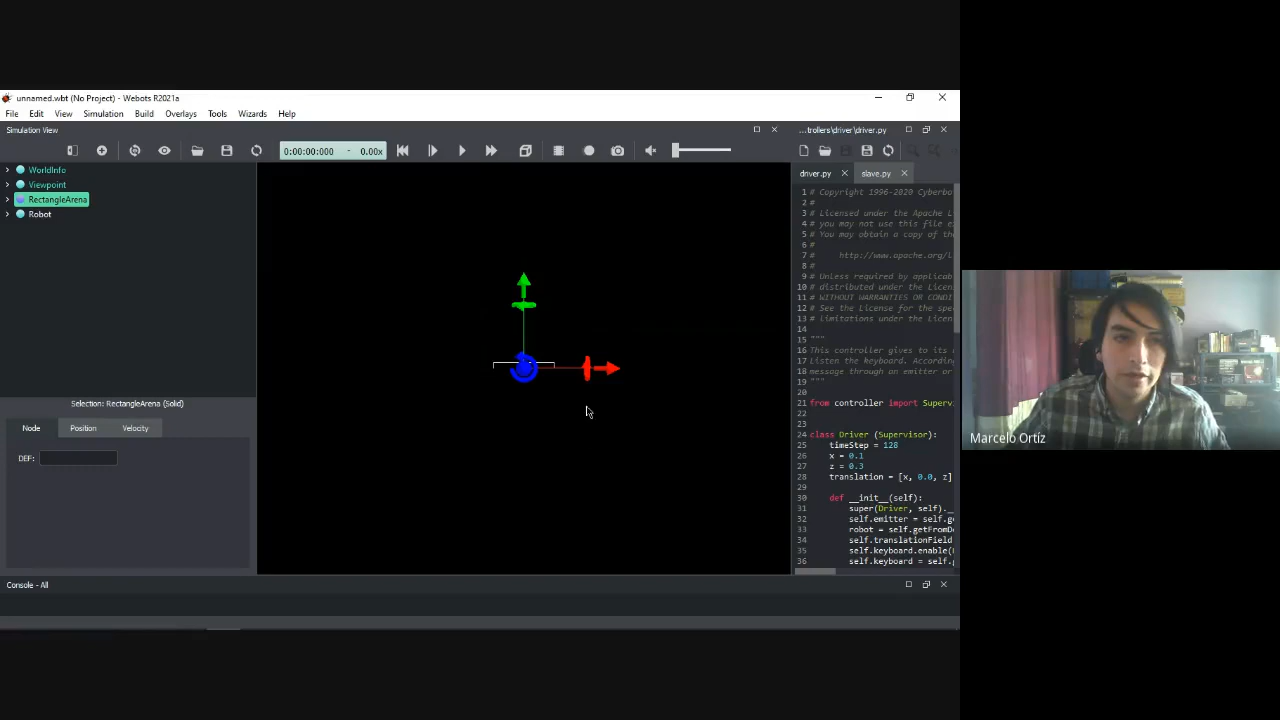 unnamed.wbt (No Project) - Webots R2021a
File Edit View Simulation Build Overlays Tools Wizards Help
Simulation View
...trollers\driver\driver.py
0:00:00:000 - 0.00x
WorldInfo
Viewpoint
RectangleArena
Robot
Selection: RectangleArena (Solid)
Node Position Velocity
DEF:
Console - All
driver.py slave.py
1 # Copyright 1996-2020 Cyberbo
2 #
3 # Licensed under the Apache L
4 # you may not use this file e
5 # You may obtain a copy of th
6 #
7 # http://www.apache.org/l
8 #
9 # Unless required by applicab
10 # distributed under the Licen
11 # WITHOUT WARRANTIES OR CONDI
12 # See the License for the spe
13 # limitations under the Licen
14
15 """
16 This controller gives to its
17 Listen the keyboard. Accordin
18 message through an emitter or
19 """
20
21 from controller import Superv
22
23
24 class Driver (Supervisor):
25 timeStep = 128
26 x = 0.1
27 z = 0.3
28 translation = [x, 0.0, z]
29
30 def __init__(self):
31 super(Driver, self)._
32 self.emitter = self.ge
33 robot = self.getFromDe
34 self.translationField
35 self.keyboard.enable(
36 self.keyboard = self.g
Marcelo Ortíz